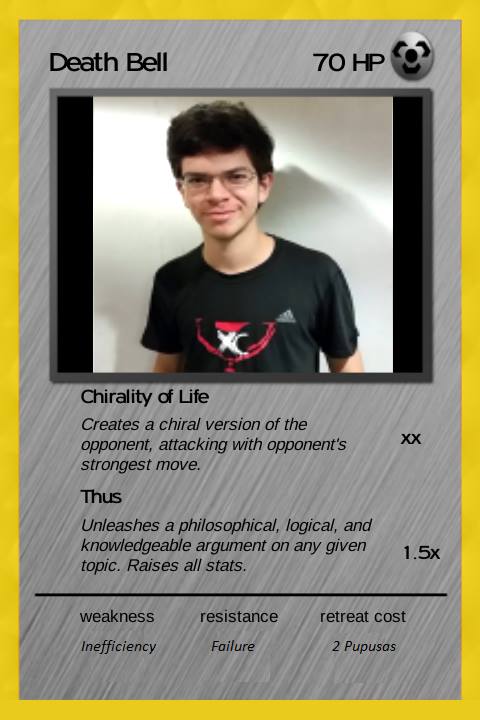 Death Bell 70 HP
XC
Chirality of Life
Creates a chiral version of the
opponent, attacking with opponent's
strongest move.
xx
Thus
Unleashes a philosophical, logical, and
knowledgeable argument on any given
topic. Raises all stats.
1.5x
weakness resistance retreat cost
Inefficiency Failure 2 Pupusas